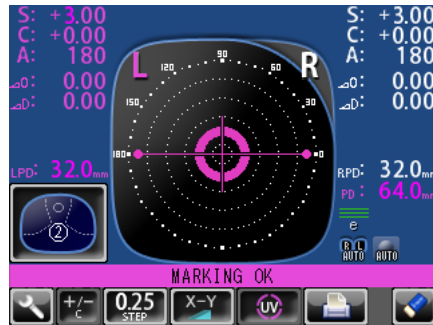 S: +3.00
C: +0.00
A: 180
⊿O: 0.00
⊿D: 0.00
LPD: 32.0mm
②
L
R
90
120
60
150
30
180
0
S: +3.00
C: +0.00
A: 180
⊿O: 0.00
⊿D: 0.00
RPD: 32.0mm
PD : 64.0mm
e
R L AUTO
AUTO
MARKING OK
+/- C
0.25 STEP
X-Y
UV